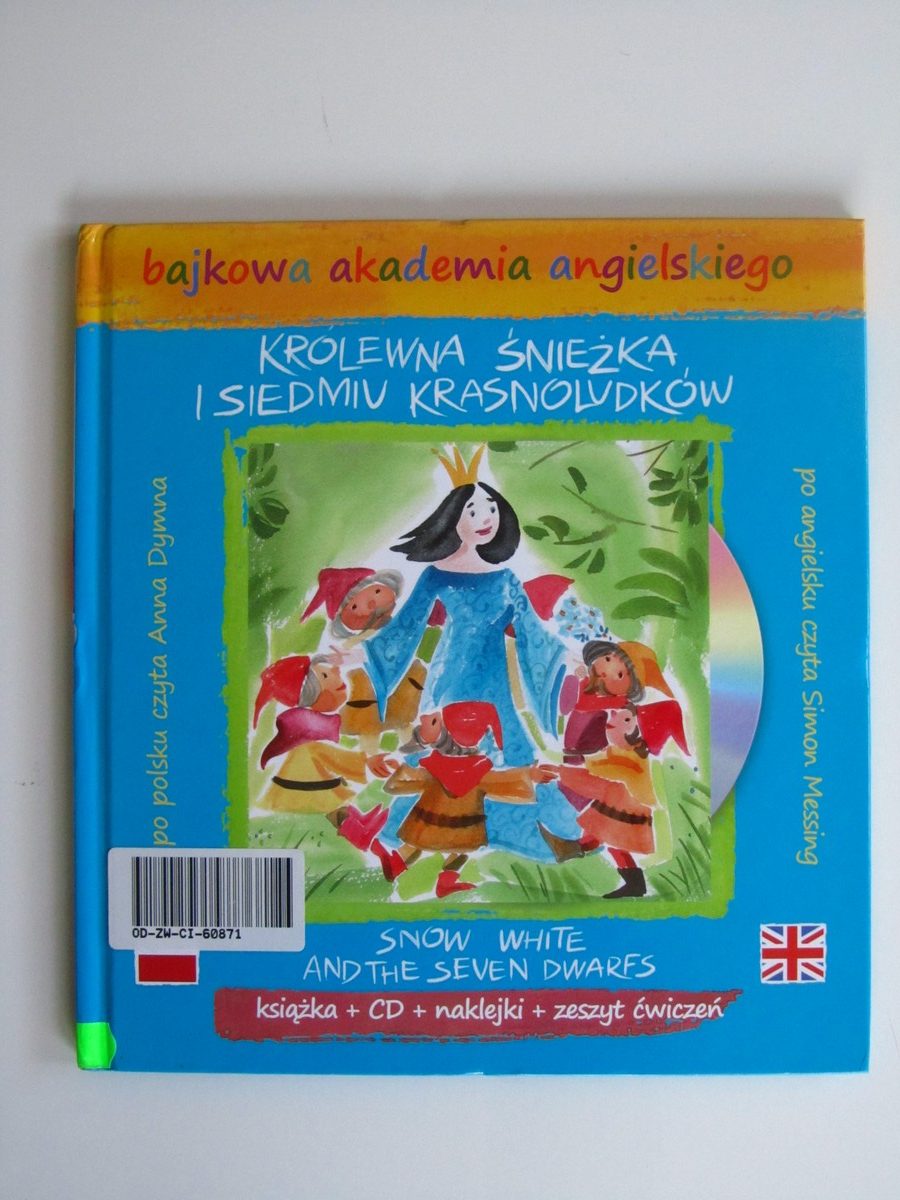 bajkowa akademia angielskiego
KRÓLEWNA ŚNIEŻKA
I SIEDMIU KRASNOLUDKÓW
po polsku czyta Anna Dymna
po angielsku czyta Simon Messing
OD-ZW-CI-60871
SNOW WHITE
AND THE SEVEN DWARFS
książka + CD + naklejki + zeszyt ćwiczeń